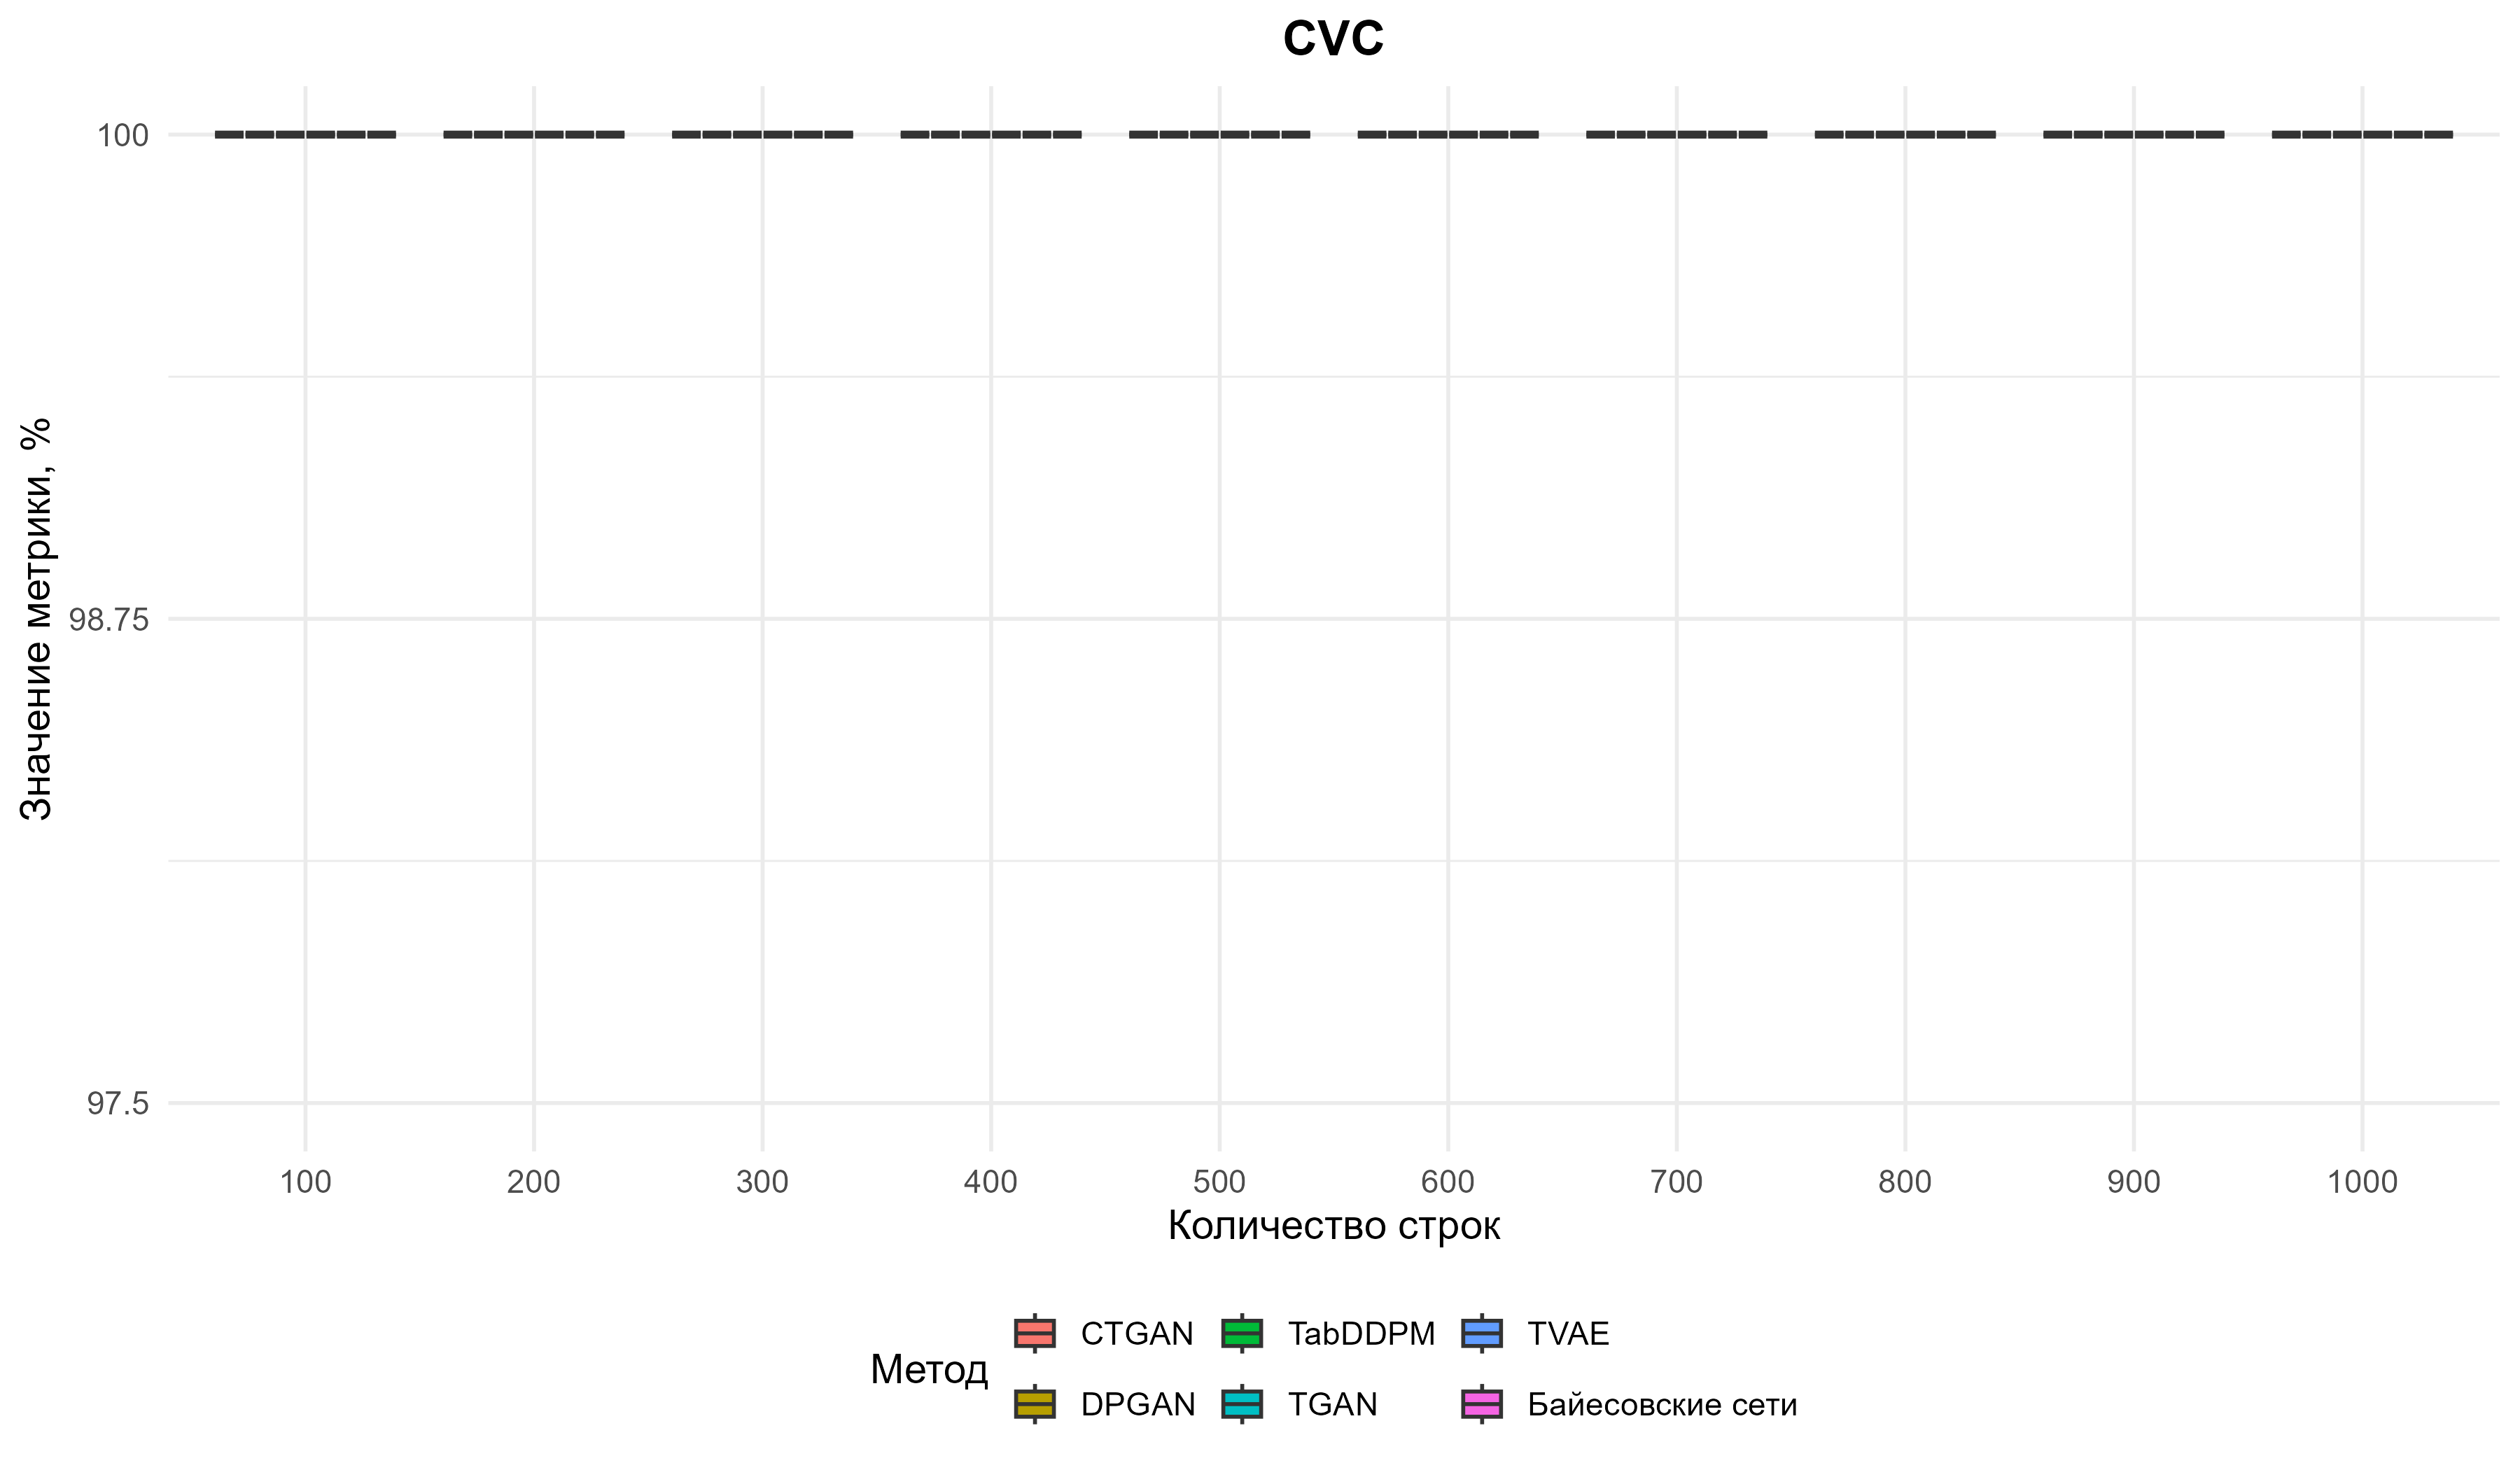 CVC
Значение метрики, %
100
98.75
97.5
100 200 300 400 500 600 700 800 900 1000
Количество строк
Метод
CTGAN TabDDPM TVAE
DPGAN TGAN Байесовские сети